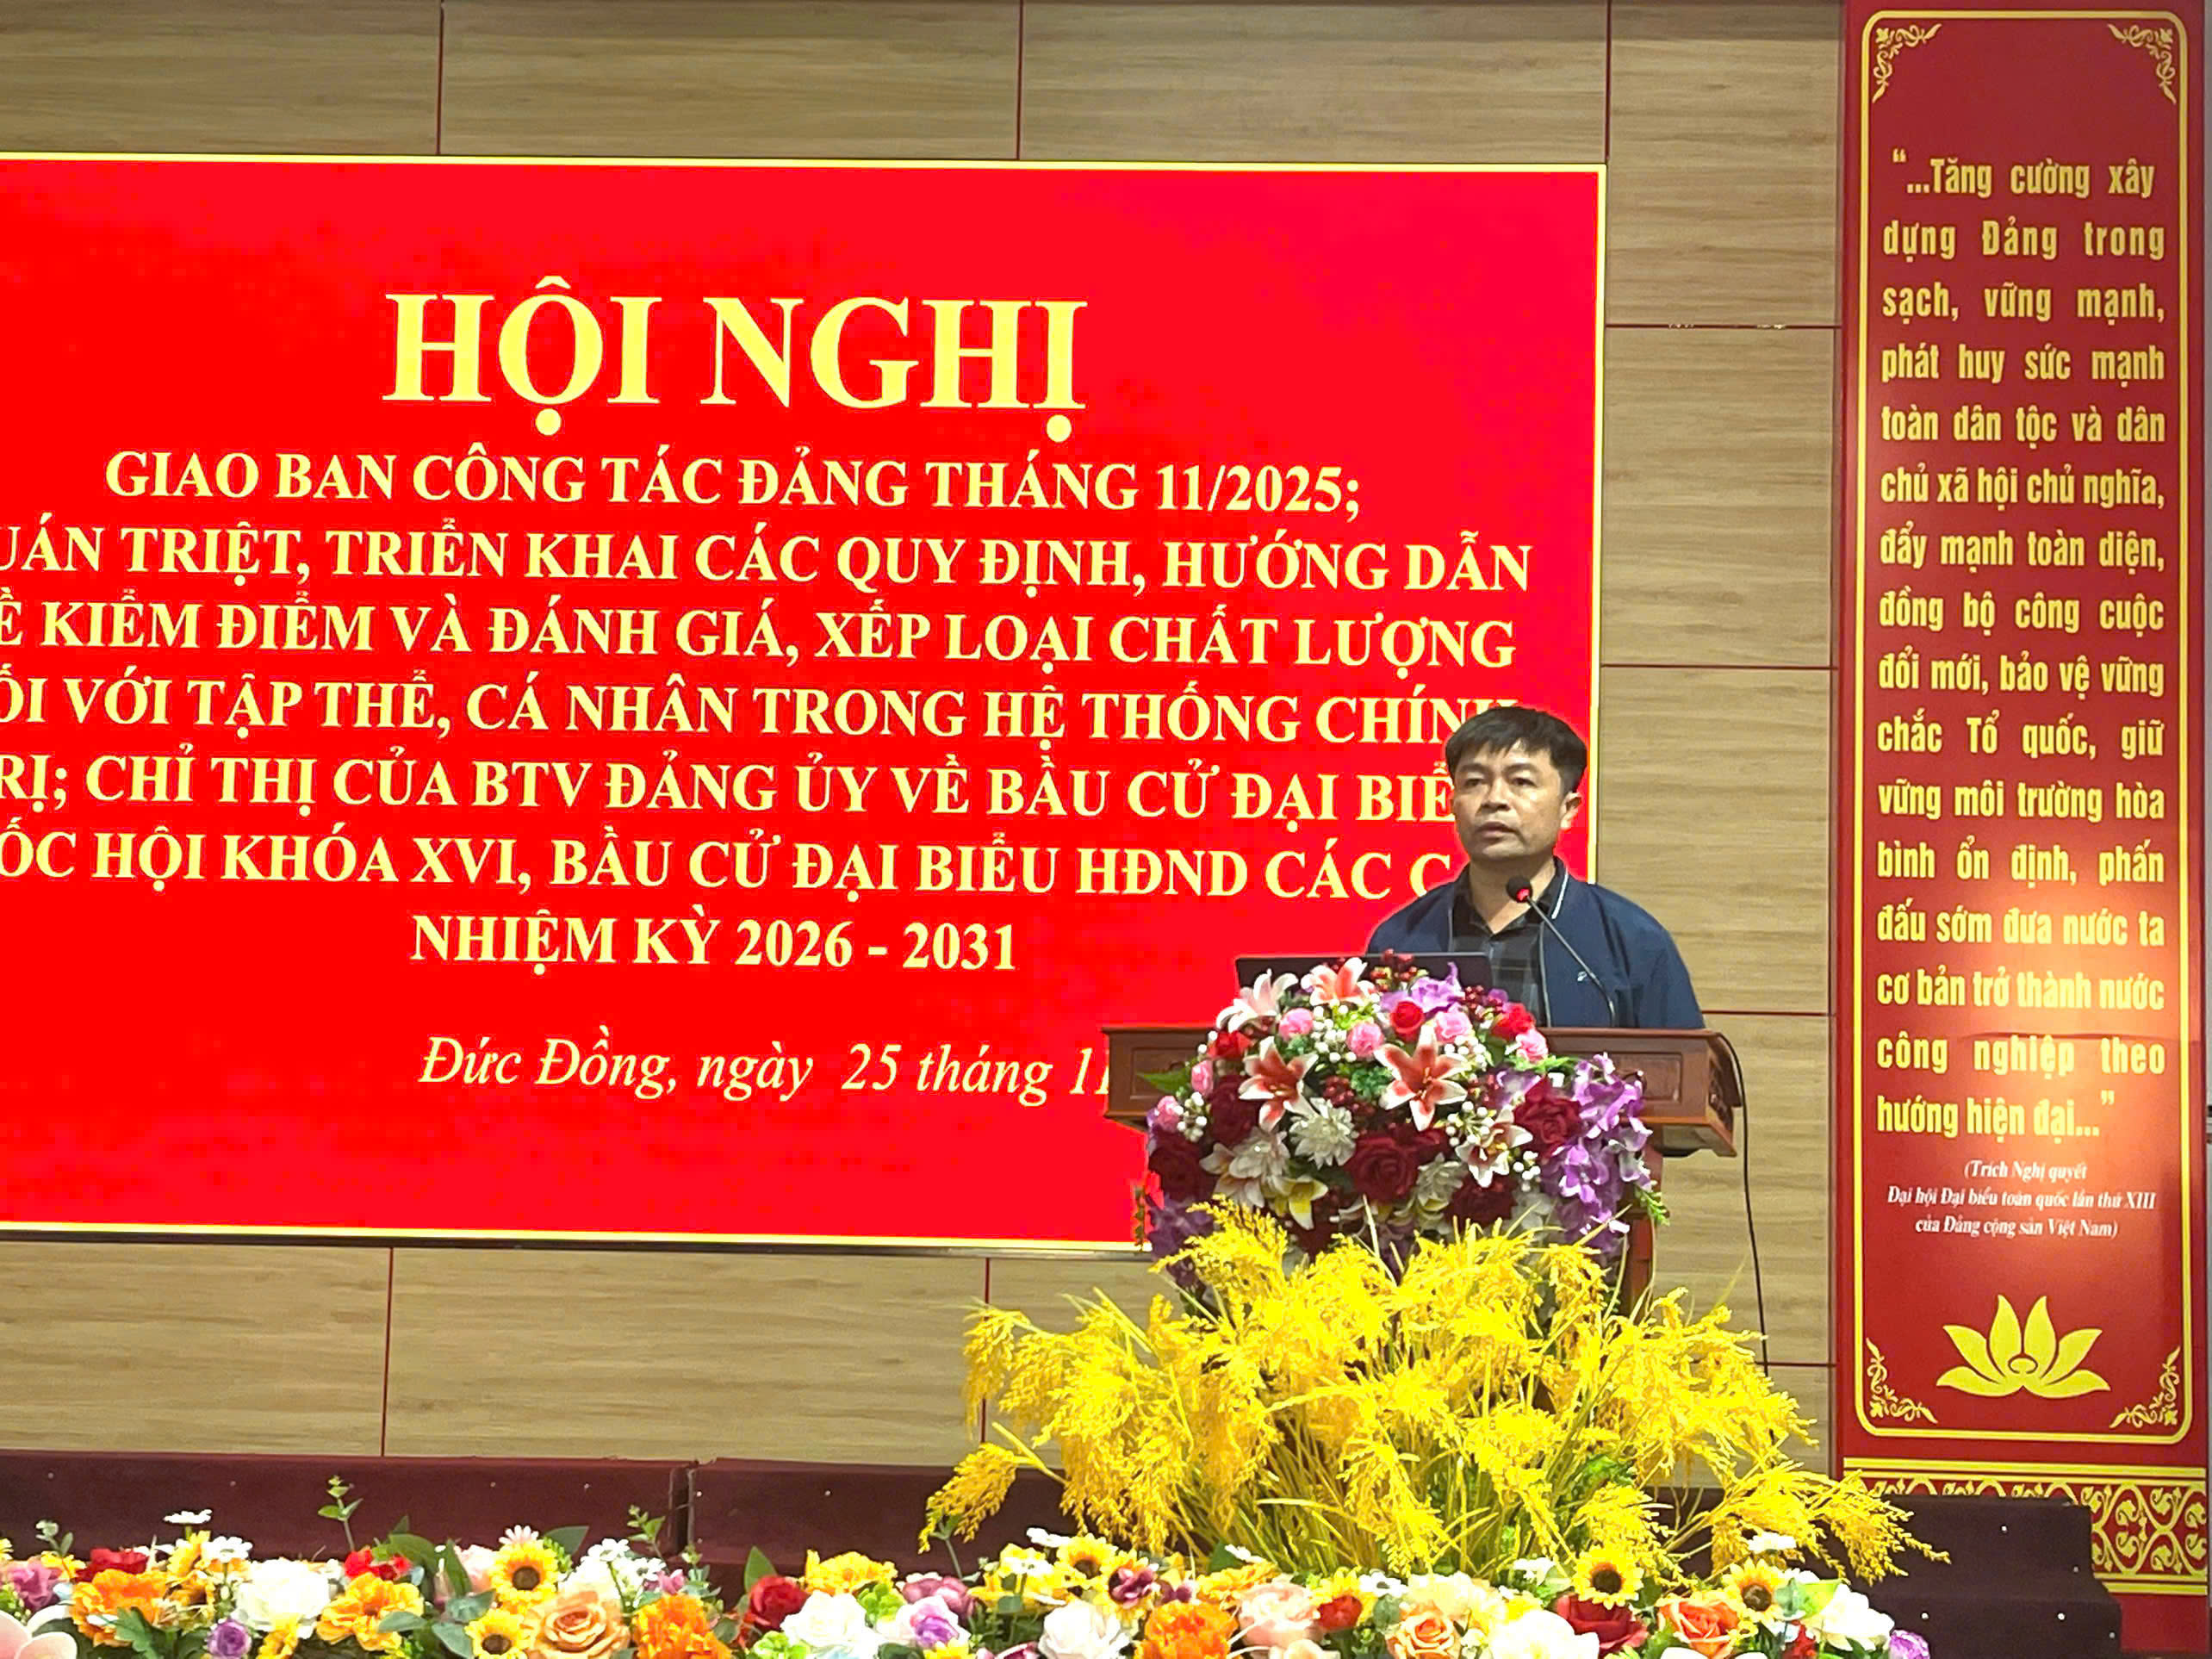 HỘI NGHỊ
GIAO BAN CÔNG TÁC ĐẢNG THÁNG 11/2025;
UÁN TRIỆT, TRIỂN KHAI CÁC QUY ĐỊNH, HƯỚNG DẪN
Ề KIỂM ĐIỂM VÀ ĐÁNH GIÁ, XẾP LOẠI CHẤT LƯỢNG
ỐI VỚI TẬP THỂ, CÁ NHÂN TRONG HỆ THỐNG CHÍNH
RỊ; CHỈ THỊ CỦA BTV ĐẢNG ỦY VỀ BẦU CỬ ĐẠI BIỂ
ỐC HỘI KHÓA XVI, BẦU CỬ ĐẠI BIỂU HĐND CÁC C
NHIỆM KỲ 2026 - 2031
Đức Đồng, ngày 25 tháng 11
“...Tăng cường xây
dựng Đảng trong
sạch, vững mạnh,
phát huy sức mạnh
toàn dân tộc và dân
chủ xã hội chủ nghĩa,
đẩy mạnh toàn diện,
đồng bộ công cuộc
đổi mới, bảo vệ vững
chắc Tổ quốc, giữ
vững môi trường hòa
bình ổn định, phấn
đấu sớm đưa nước ta
cơ bản trở thành nước
công nghiệp theo
hướng hiện đại...”
(Trích Nghị quyết
Đại hội Đại biểu toàn quốc lần thứ XIII
của Đảng cộng sản Việt Nam)